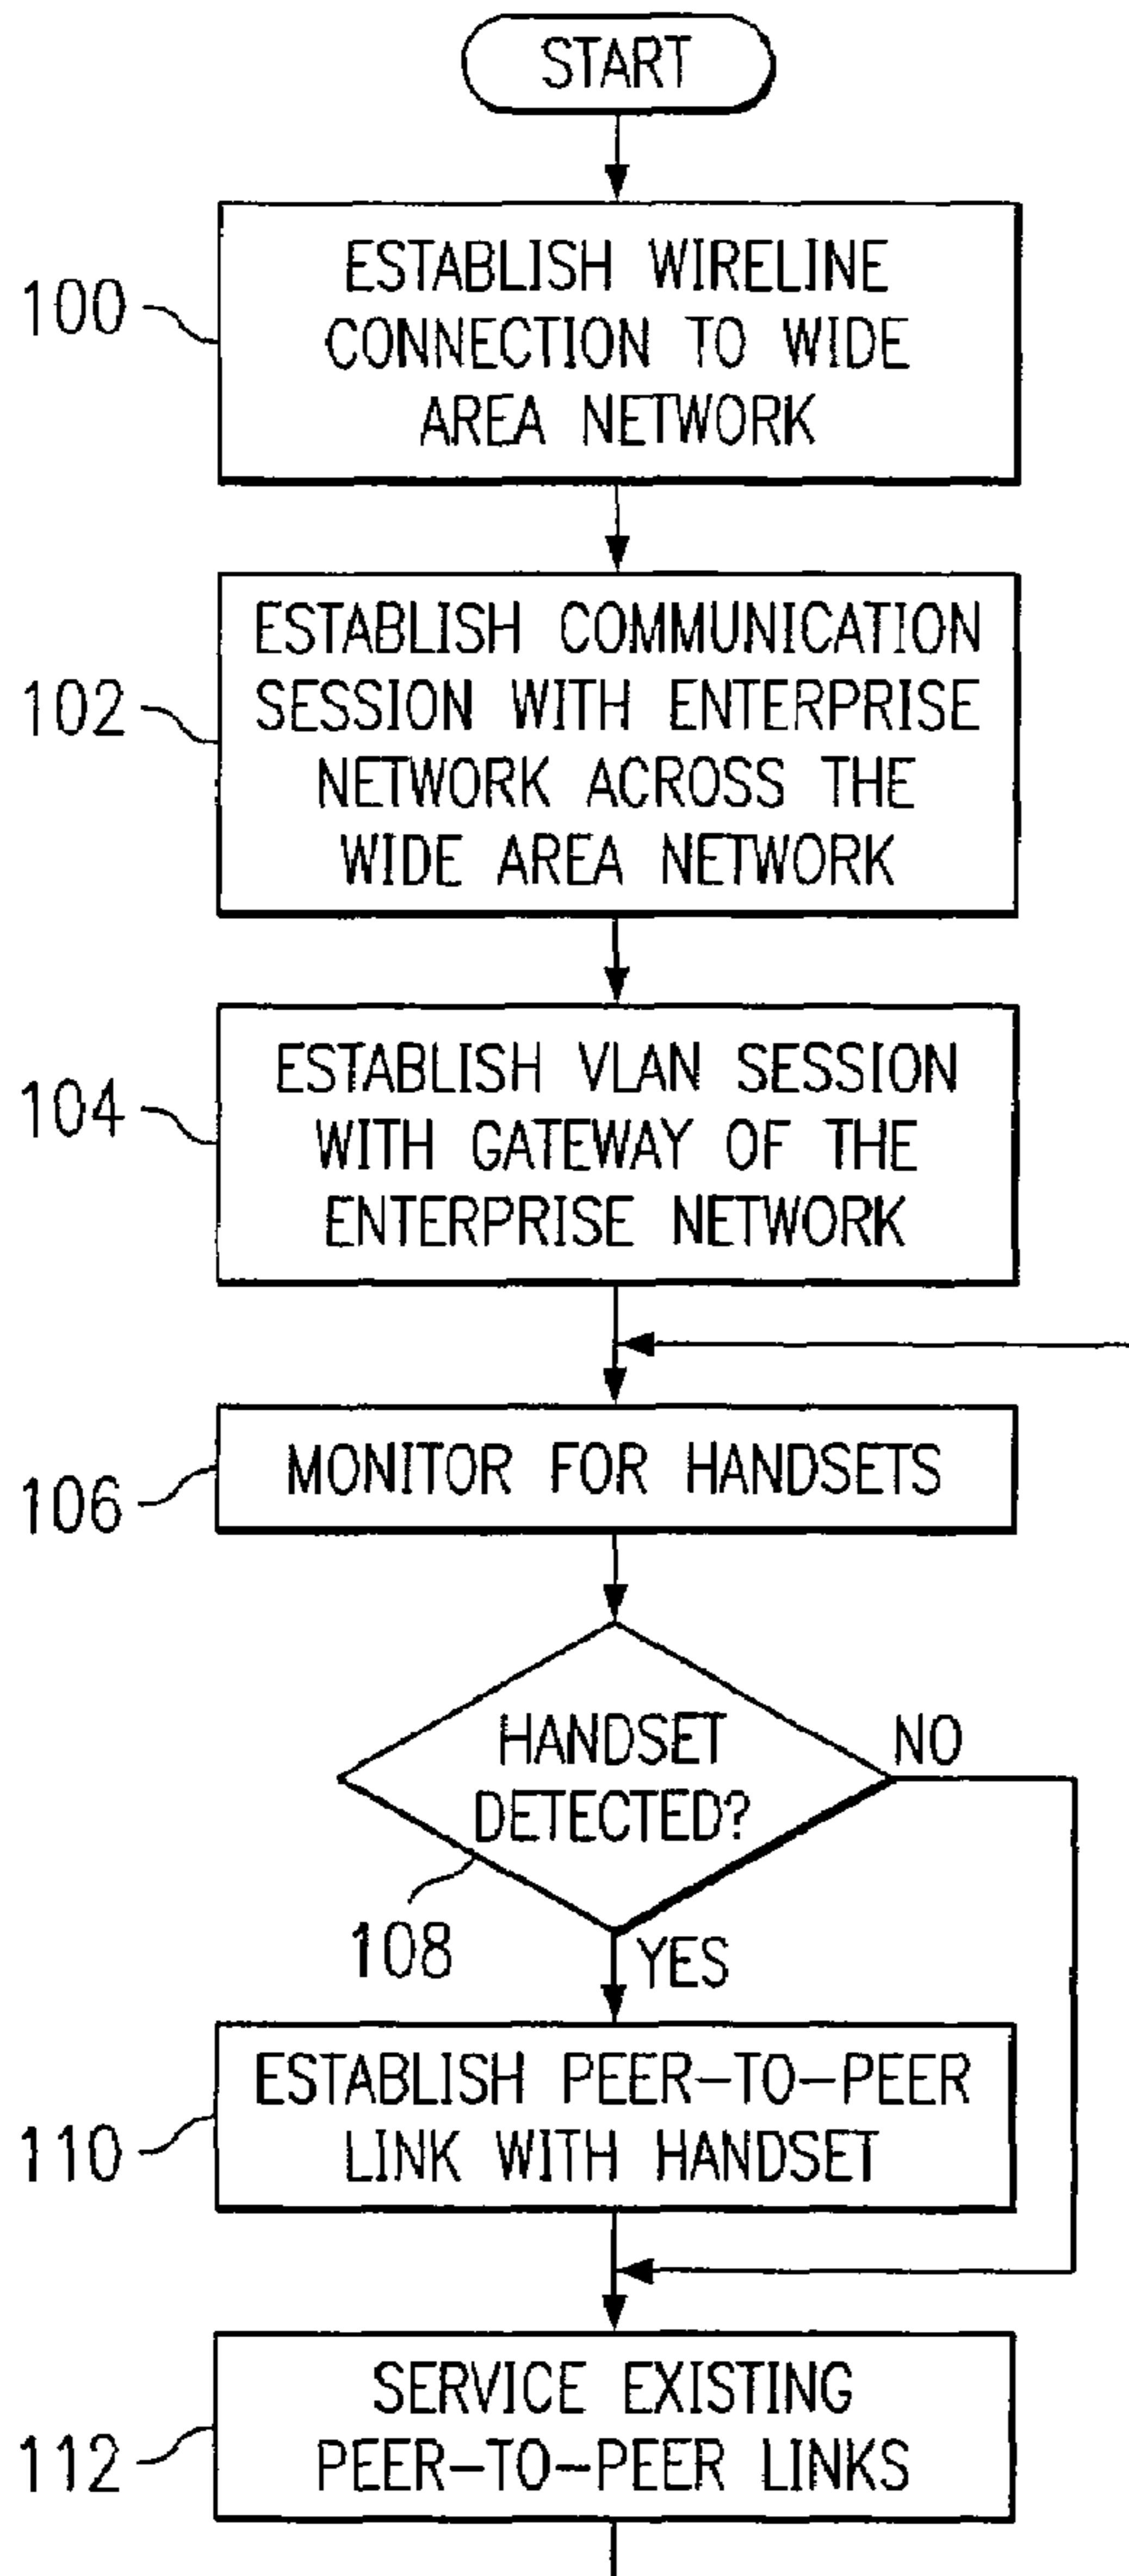 START
100
ESTABLISH WIRELINE
CONNECTION TO WIDE
AREA NETWORK
102
ESTABLISH COMMUNICATION
SESSION WITH ENTERPRISE
NETWORK ACROSS THE
WIDE AREA NETWORK
104
ESTABLISH VLAN SESSION
WITH GATEWAY OF THE
ENTERPRISE NETWORK
106
MONITOR FOR HANDSETS
HANDSET
DETECTED?
NO
108
YES
110
ESTABLISH PEER-TO-PEER
LINK WITH HANDSET
112
SERVICE EXISTING
PEER-TO-PEER LINKS